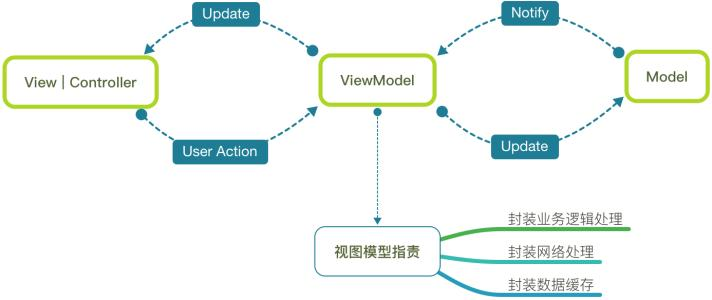 Update
Notify
View | Controller
ViewModel
Model
User Action
Update
视图模型指责
封装业务逻辑处理
封装网络处理
封装数据缓存